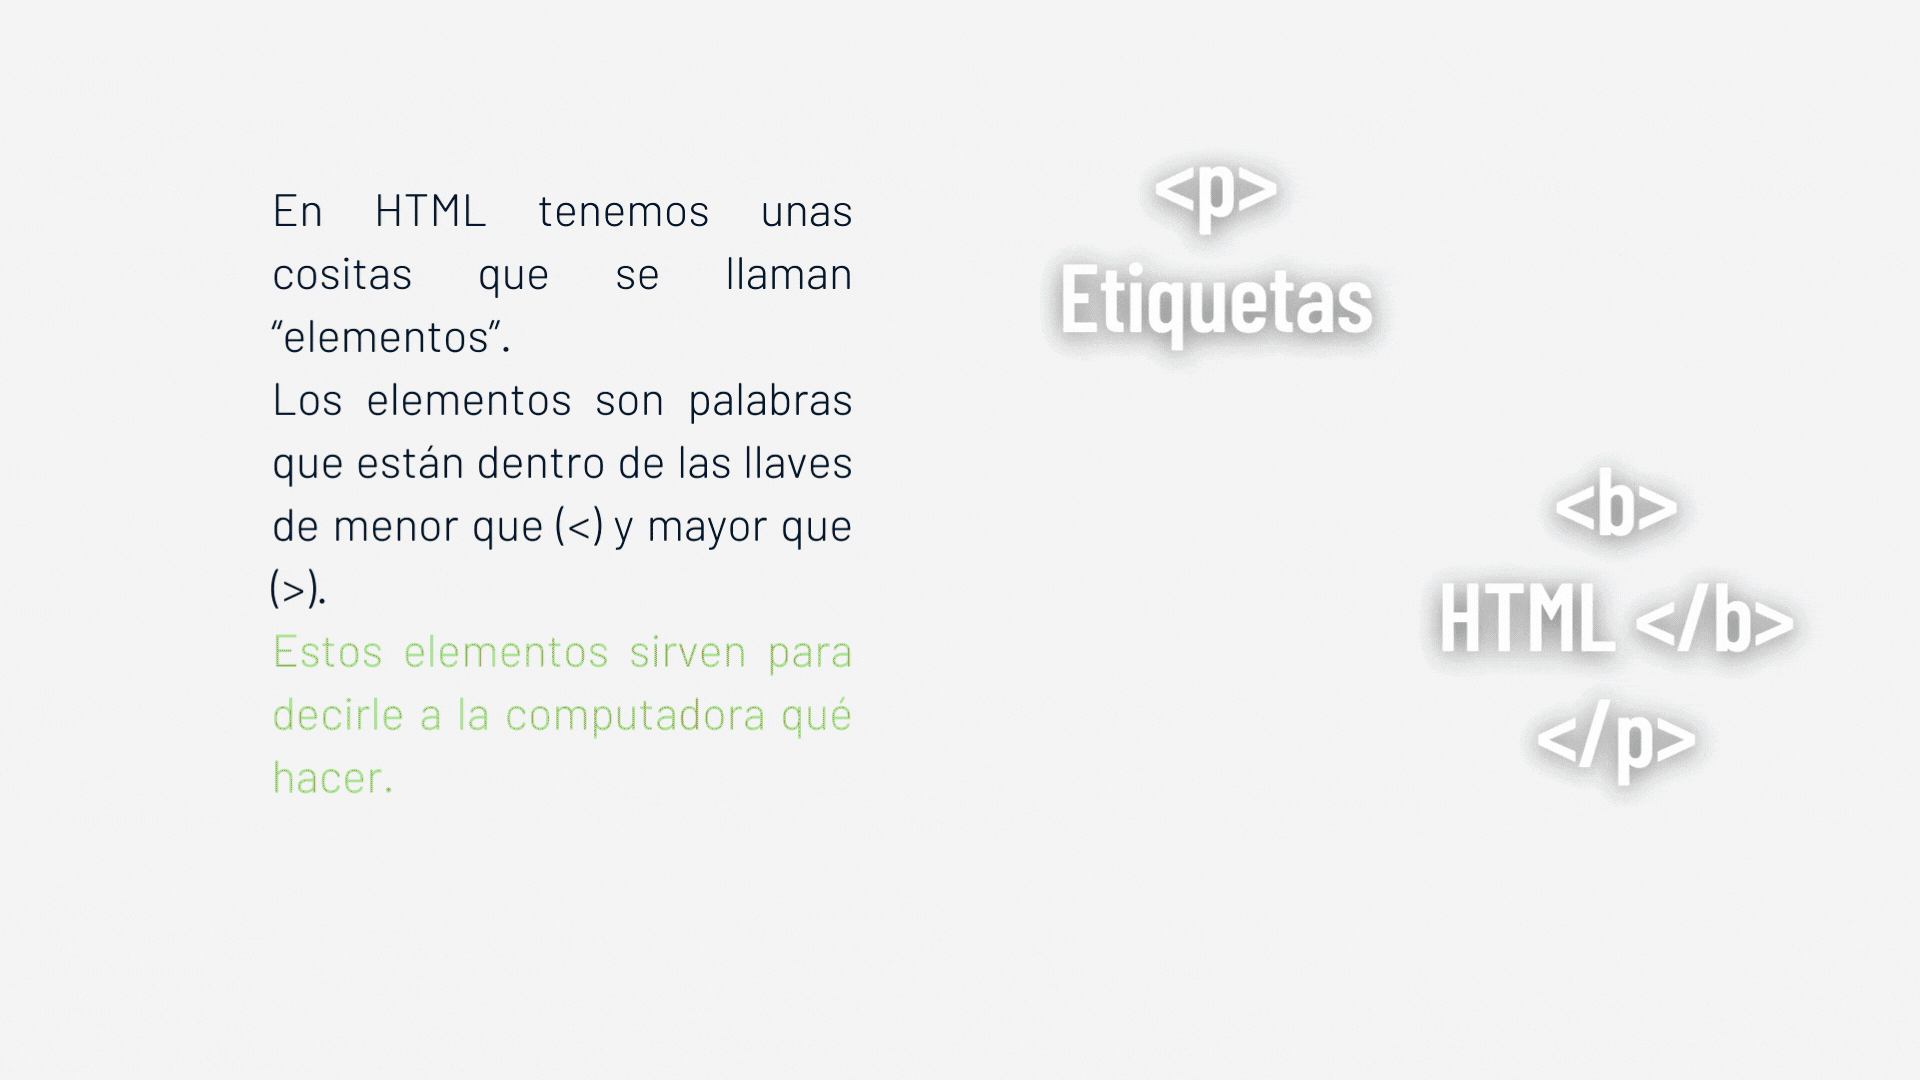 En HTML tenemos unas
cositas que se llaman
“elementos”.
Los elementos son palabras
que están dentro de las llaves
de menor que (<) y mayor que
(>).
Estos elementos sirven para
decirle a la computadora qué
hacer.
<p>
Etiquetas
<b>
HTML </b>
</p>